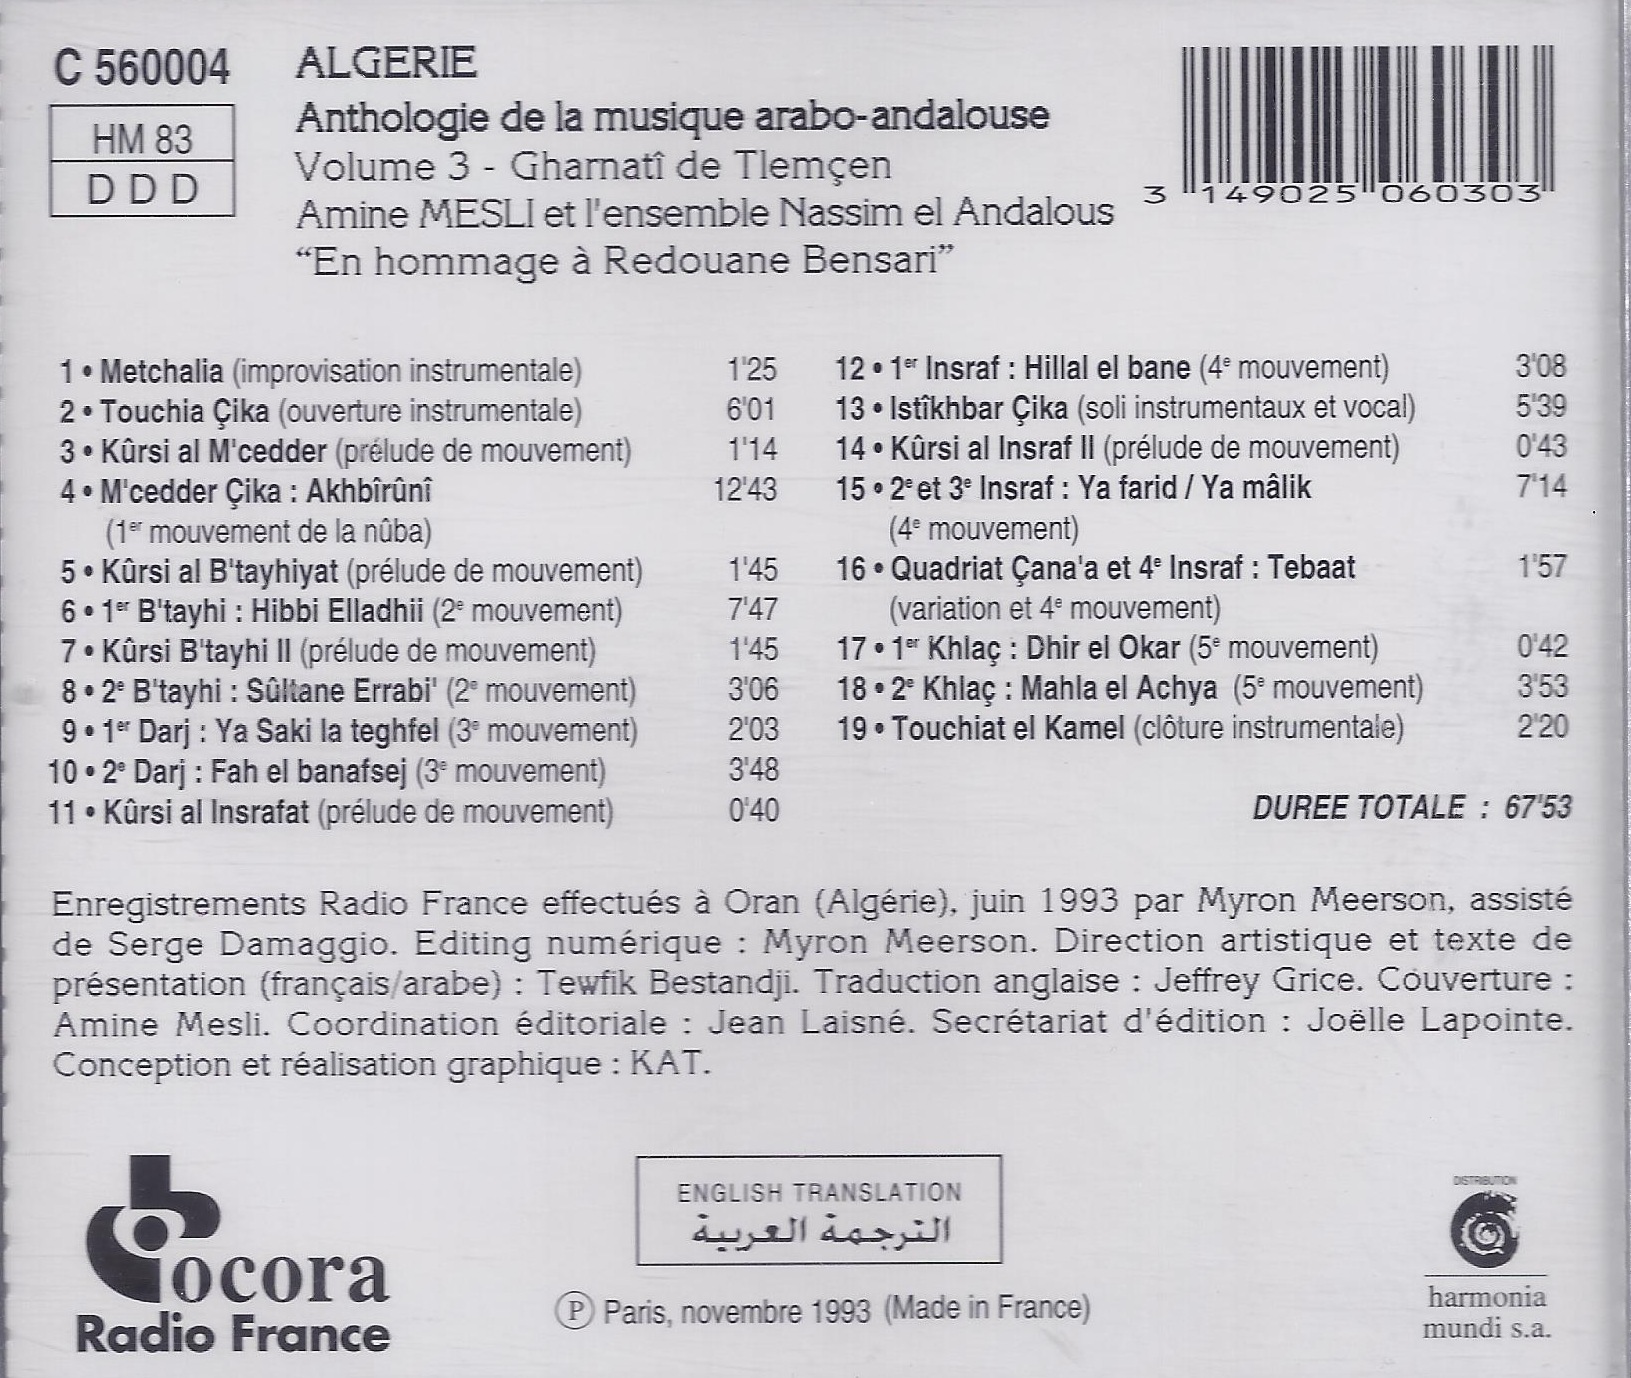 C 560004
HM 83
D D D
ALGERIE
Anthologie de la musique arabo-andalouse
Volume 3 - Gharnatî de Tlemçen
Amine MESLI et l'ensemble Nassim el Andalous
“En hommage à Redouane Bensari”
3 149025 060303
1 • Metchalia (improvisation instrumentale) 1'25
2 • Touchia Çika (ouverture instrumentale) 6'01
3 • Kûrsi al M'cedder (prélude de mouvement) 1'14
4 • M'cedder Çika : Akhbîrûnî 12'43
(1er mouvement de la nûba)
5 • Kûrsi al B'tayhiyat (prélude de mouvement) 1'45
6 • 1er B'tayhi : Hibbi Elladhii (2e mouvement) 7'47
7 • Kûrsi B'tayhi II (prélude de mouvement) 1'45
8 • 2e B'tayhi : Sûltane Errabi' (2e mouvement) 3'06
9 • 1er Darj : Ya Saki la teghfel (3e mouvement) 2'03
10 • 2e Darj : Fah el banafsej (3e mouvement) 3'48
11 • Kûrsi al Insrafat (prélude de mouvement) 0'40
12 • 1er Insraf : Hillal el bane (4e mouvement) 3'08
13 • Istîkhbar Çika (soli instrumentaux et vocal) 5'39
14 • Kûrsi al Insraf II (prélude de mouvement) 0'43
15 • 2e et 3e Insraf : Ya farid / Ya mâlik 7'14
(4e mouvement)
16 • Quadriat Çana'a et 4e Insraf : Tebaat 1'57
(variation et 4e mouvement)
17 • 1er Khlaç : Dhir el Okar (5e mouvement) 0'42
18 • 2e Khlaç : Mahla el Achya (5e mouvement) 3'53
19 • Touchiat el Kamel (clôture instrumentale) 2'20
DUREE TOTALE : 67'53
Enregistrements Radio France effectués à Oran (Algérie), juin 1993 par Myron Meerson, assisté
de Serge Damaggio. Editing numérique : Myron Meerson. Direction artistique et texte de
présentation (français/arabe) : Tewfik Bestandji. Traduction anglaise : Jeffrey Grice. Couverture :
Amine Mesli. Coordination éditoriale : Jean Laisné. Secrétariat d'édition : Joëlle Lapointe.
Conception et réalisation graphique : KAT.
ocora
Radio France
ENGLISH TRANSLATION
الترجمة العربية
Ⓟ Paris, novembre 1993 (Made in France)
DISTRIBUTION
harmonia
mundi s.a.